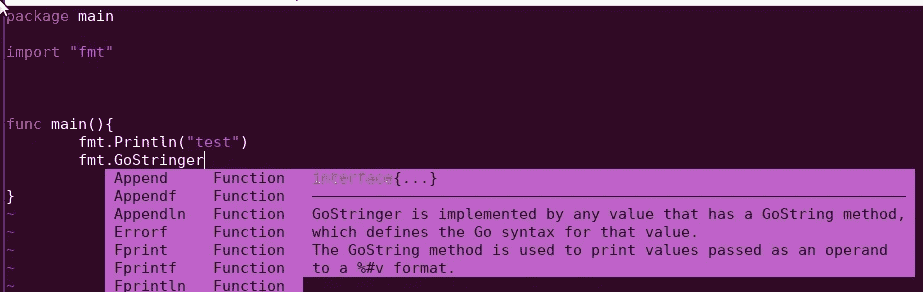 package main
import "fmt"
func main(){
fmt.Println("test")
fmt.GoStringer
Append Function interface{...}
}
Appendf Function
~ Appendln Function GoStringer is implemented by any value that has a GoString method,
~ Errorf Function which defines the Go syntax for that value.
~ Fprint Function The GoString method is used to print values passed as an operand
~ Fprintf Function to a %#v format.
~ Fprintln Function